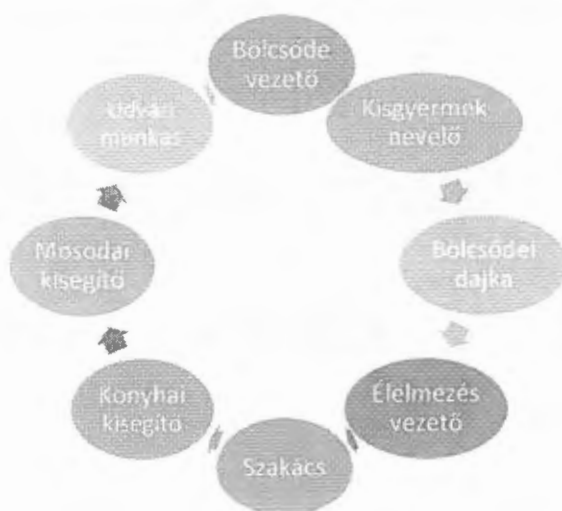 Bölcsőde
vezető
Kisgyermek
nevelő
Bölcsődei
dajka
Élelmezés
vezető
Szakács
Konyhai
kisegítő
Mosodai
kisegítő
Udvari
munkás